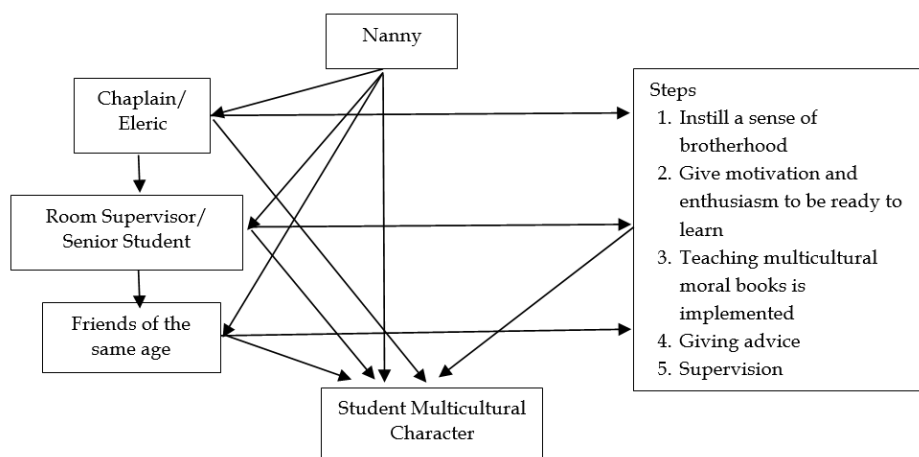 Nanny
Chaplain/
Eleric
Room Supervisor/
Senior Student
Friends of the
same age
Steps
1. Instill a sense of
brotherhood
2. Give motivation and
enthusiasm to be ready to
learn
3. Teaching multicultural
moral books is
implemented
4. Giving advice
5. Supervision
Student Multicultural
Character